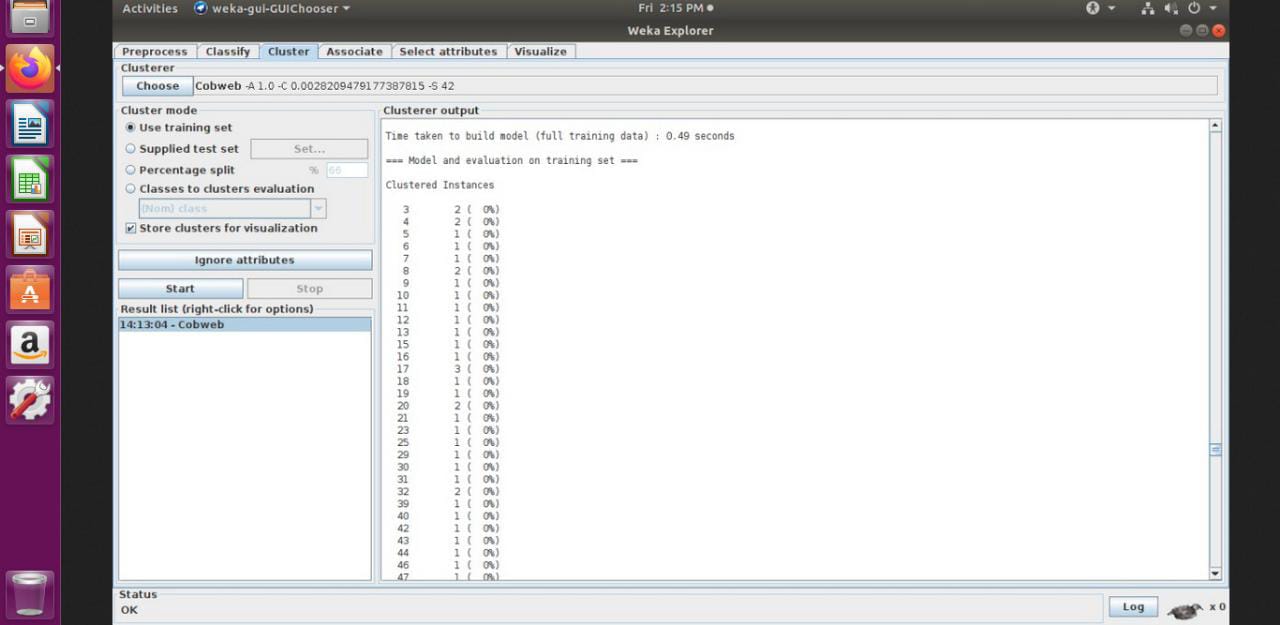 Activities weka-gui-GUIChooser Fri 2:15 PM
Weka Explorer
Preprocess Classify Cluster Associate Select attributes Visualize
Clusterer
Choose Cobweb -A 1.0 -C 0.0028209479177387815 -S 42
Cluster mode
Use training set
Supplied test set Set...
Percentage split % 66
Classes to clusters evaluation
(Nom) class
Store clusters for visualization
Ignore attributes
Start Stop
Result list (right-click for options)
14:13:04 - Cobweb
Clusterer output
Time taken to build model (full training data) : 0.49 seconds
=== Model and evaluation on training set ===
Clustered Instances
3 2 ( 0%)
4 2 ( 0%)
5 1 ( 0%)
6 1 ( 0%)
7 1 ( 0%)
8 2 ( 0%)
9 1 ( 0%)
10 1 ( 0%)
11 1 ( 0%)
12 1 ( 0%)
13 1 ( 0%)
15 1 ( 0%)
16 1 ( 0%)
17 3 ( 0%)
18 1 ( 0%)
19 1 ( 0%)
20 2 ( 0%)
21 1 ( 0%)
23 1 ( 0%)
25 1 ( 0%)
29 1 ( 0%)
30 1 ( 0%)
31 1 ( 0%)
32 2 ( 0%)
39 1 ( 0%)
40 1 ( 0%)
42 1 ( 0%)
43 1 ( 0%)
44 1 ( 0%)
46 1 ( 0%)
47 1 ( 0%)
Status
OK
Log x 0